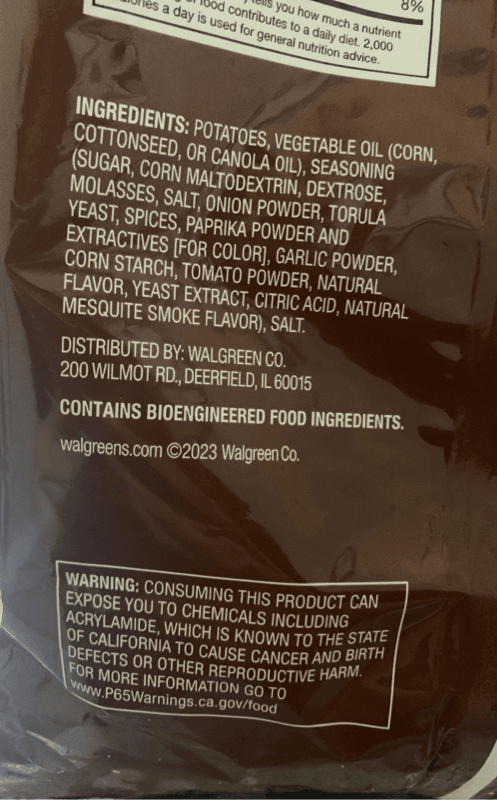 8%
tells you how much a nutrient
food contributes to a daily diet. 2,000
a day is used for general nutrition advice.
INGREDIENTS: POTATOES, VEGETABLE OIL (CORN,
COTTONSEED, OR CANOLA OIL), SEASONING
(SUGAR, CORN MALTODEXTRIN, DEXTROSE,
MOLASSES, SALT, ONION POWDER, TORULA
YEAST, SPICES, PAPRIKA POWDER AND
EXTRACTIVES [FOR COLOR], GARLIC POWDER,
CORN STARCH, TOMATO POWDER, NATURAL
FLAVOR, YEAST EXTRACT, CITRIC ACID, NATURAL
MESQUITE SMOKE FLAVOR), SALT.
DISTRIBUTED BY: WALGREEN CO.
200 WILMOT RD., DEERFIELD, IL 60015
CONTAINS BIOENGINEERED FOOD INGREDIENTS.
walgreens.com ©2023 Walgreen Co.
WARNING: CONSUMING THIS PRODUCT CAN
EXPOSE YOU TO CHEMICALS INCLUDING
ACRYLAMIDE, WHICH IS KNOWN TO THE STATE
OF CALIFORNIA TO CAUSE CANCER AND BIRTH
DEFECTS OR OTHER REPRODUCTIVE HARM.
FOR MORE INFORMATION GO TO
www.P65Warnings.ca.gov/food